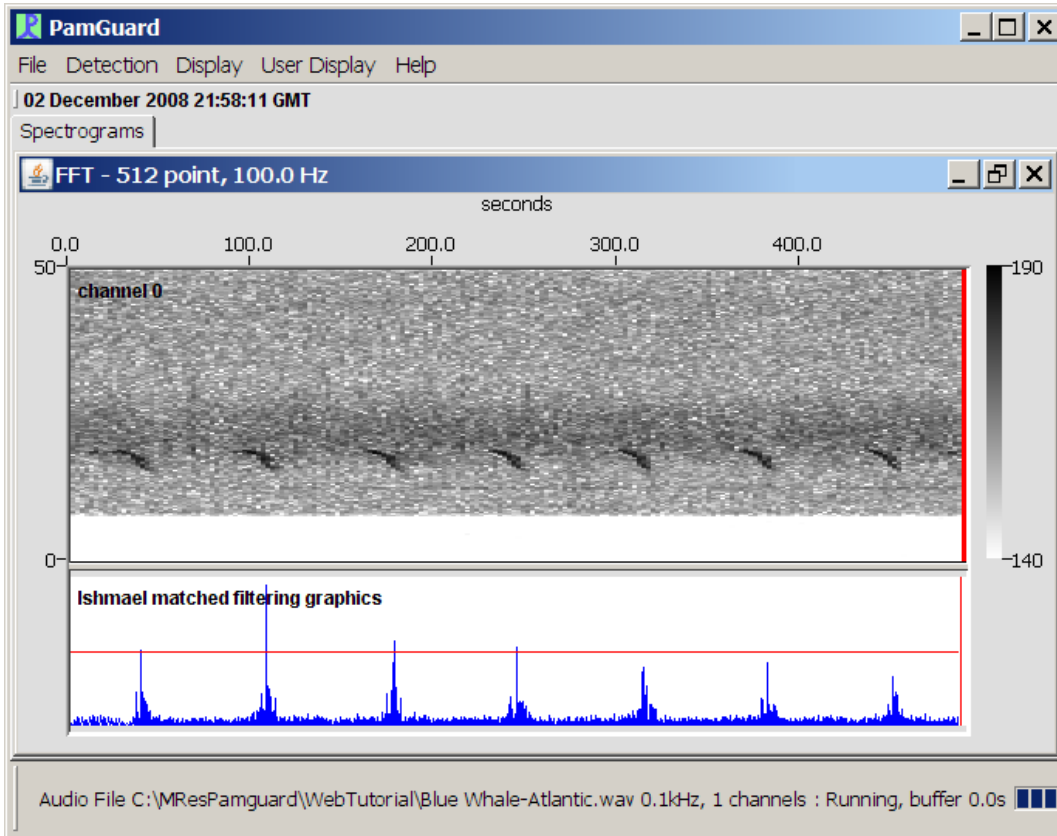 PamGuard
File Detection Display User Display Help
02 December 2008 21:58:11 GMT
Spectrograms
FFT - 512 point, 100.0 Hz
seconds
0.0 100.0 200.0 300.0 400.0
50 190
channel 0
0 140
Ishmael matched filtering graphics
Audio File C:\MResPamguard\WebTutorial\Blue Whale-Atlantic.wav 0.1kHz, 1 channels : Running, buffer 0.0s